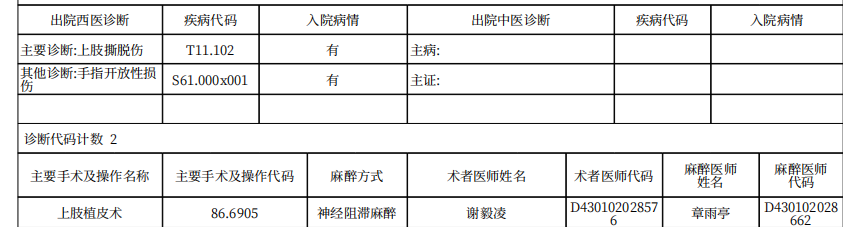 出院西医诊断 疾病代码 入院病情 出院中医诊断 疾病代码 入院病情
主要诊断:上肢撕脱伤 T11.102 有 主病:
其他诊断:手指开放性损伤 S61.000x001 有 主证:
诊断代码计数 2
主要手术及操作名称 主要手术及操作代码 麻醉方式 术者医师姓名 术者医师代码 麻醉医师姓名 麻醉医师代码
上肢植皮术 86.6905 神经阻滞麻醉 谢毅凌 D430102028576 章雨亭 D430102028662